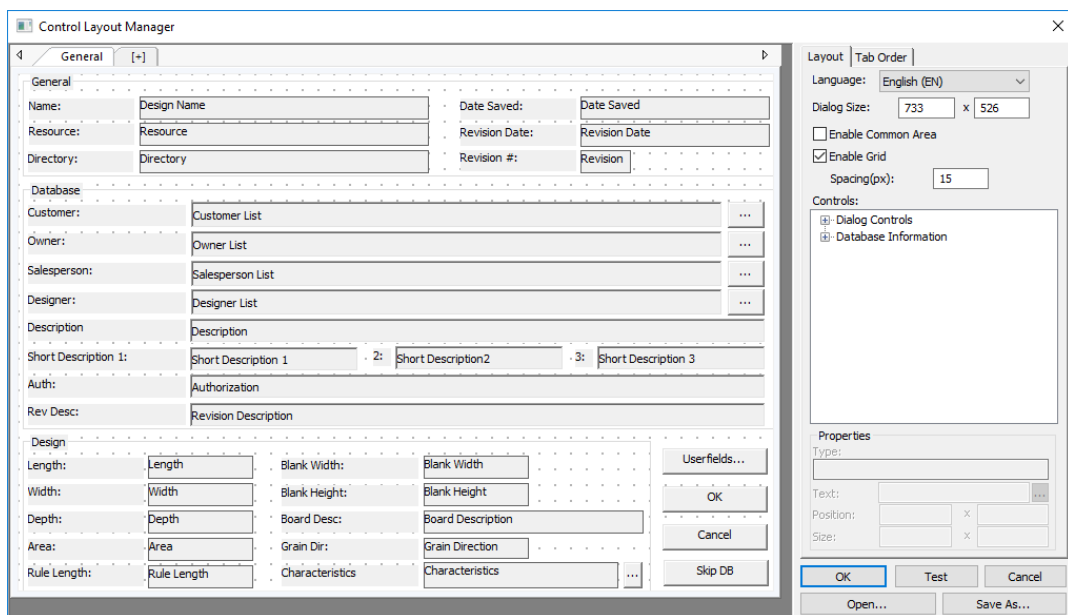 Control Layout Manager
General [+]
General
Name: Design Name Date Saved: Date Saved
Resource: Resource Revision Date: Revision Date
Directory: Directory Revision #: Revision
Database
Customer: Customer List ...
Owner: Owner List ...
Salesperson: Salesperson List ...
Designer: Designer List ...
Description Description
Short Description 1: Short Description 1 2: Short Description2 3: Short Description 3
Auth: Authorization
Rev Desc: Revision Description
Design
Length: Length Blank Width: Blank Width
Width: Width Blank Height: Blank Height
Depth: Depth Board Desc: Board Description
Area: Area Grain Dir: Grain Direction
Rule Length: Rule Length Characteristics Characteristics ...
Userfields...
OK
Cancel
Skip DB
Layout Tab Order
Language: English (EN)
Dialog Size: 733 x 526
Enable Common Area
Enable Grid
Spacing(px): 15
Controls:
Dialog Controls
Database Information
Properties
Type:
Text: ...
Position: x
Size: x
OK Test Cancel
Open... Save As...